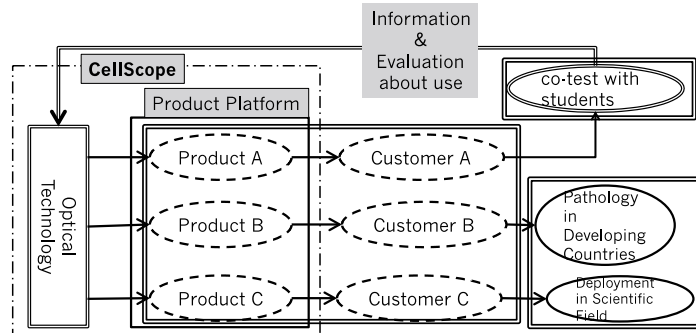 Information
&
Evaluation
about use
CellScope
co-test with
students
Product Platform
Optical
Technology
Product A
Customer A
Product B
Customer B
Pathology
in
Developing
Countries
Product C
Customer C
Deployment
in Scientific
Field